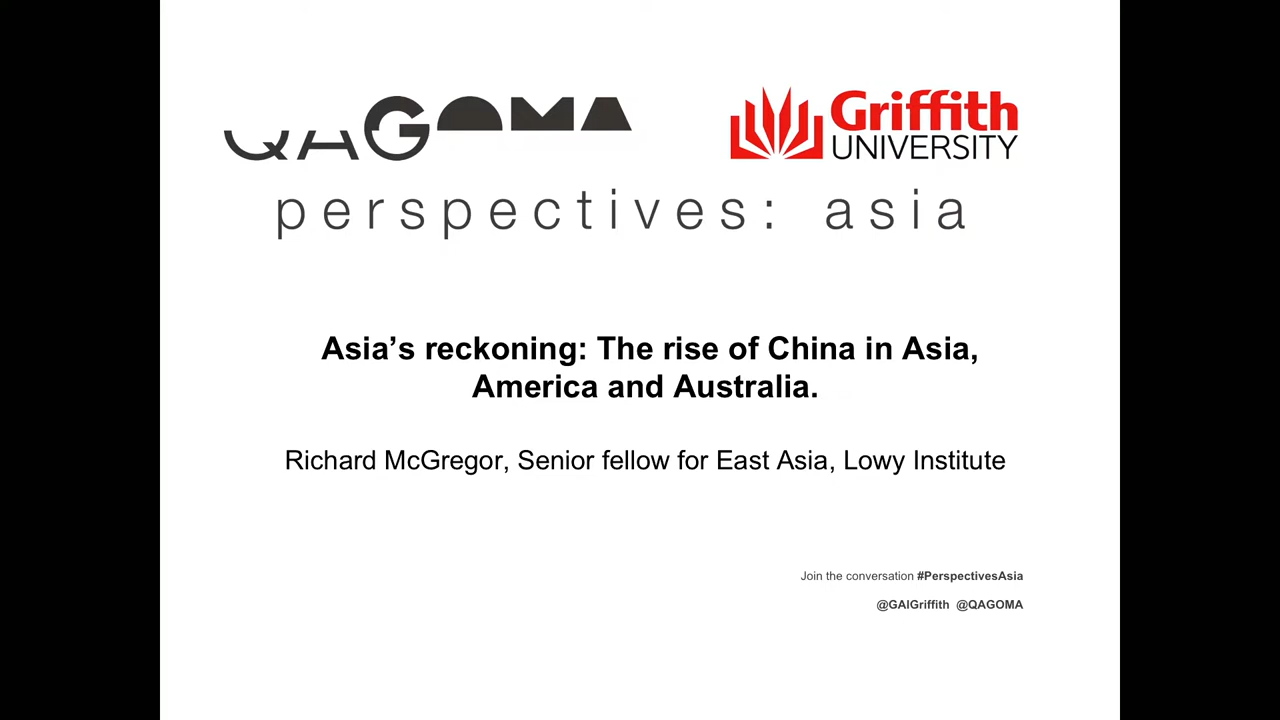 QAGOMA
Griffith
UNIVERSITY
perspectives: asia
Asia’s reckoning: The rise of China in Asia,
America and Australia.
Richard McGregor, Senior fellow for East Asia, Lowy Institute
Join the conversation #PerspectivesAsia
@GAIGriffith @QAGOMA